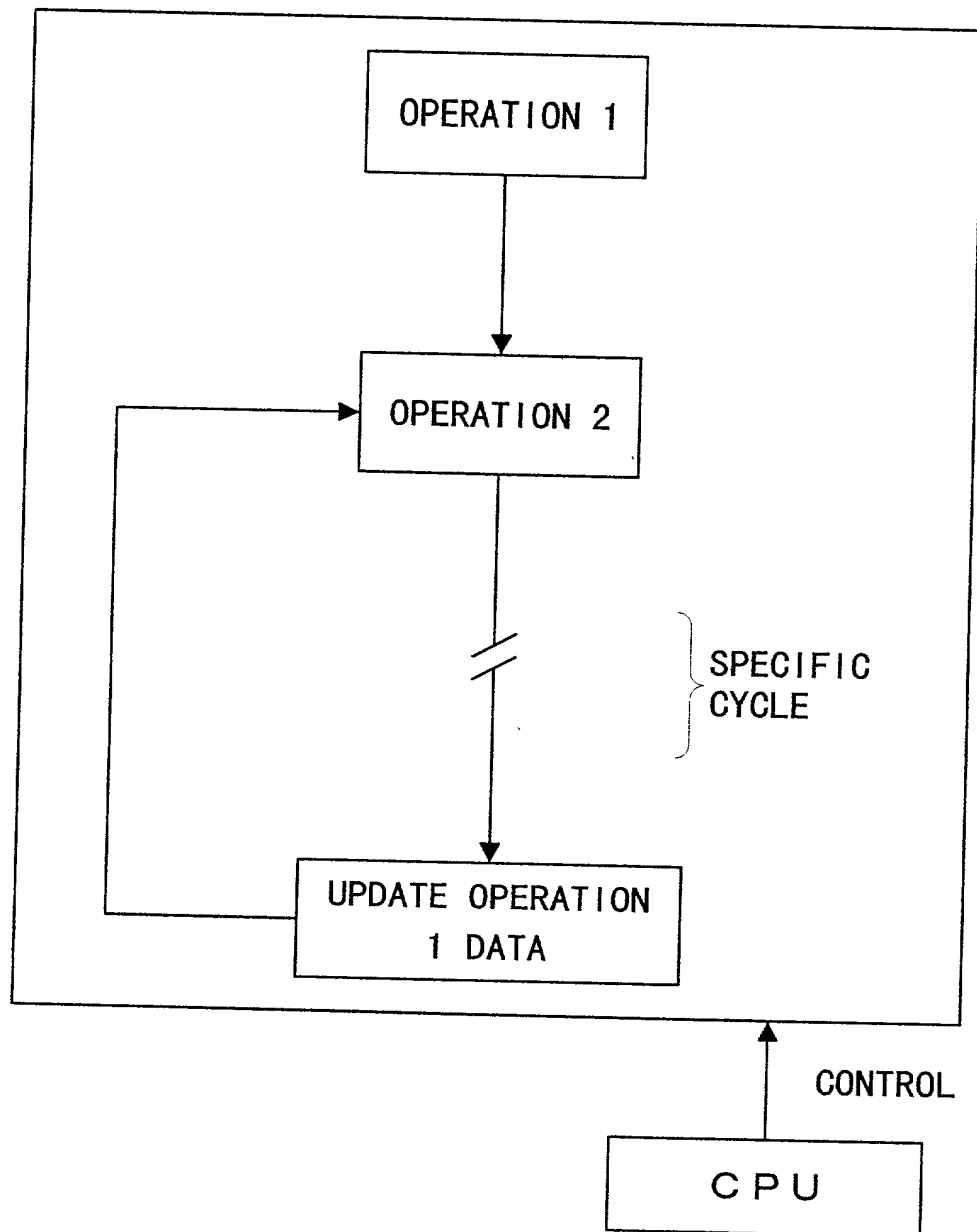 OPERATION 1
OPERATION 2
SPECIFIC
CYCLE
UPDATE OPERATION
1 DATA
CONTROL
CPU